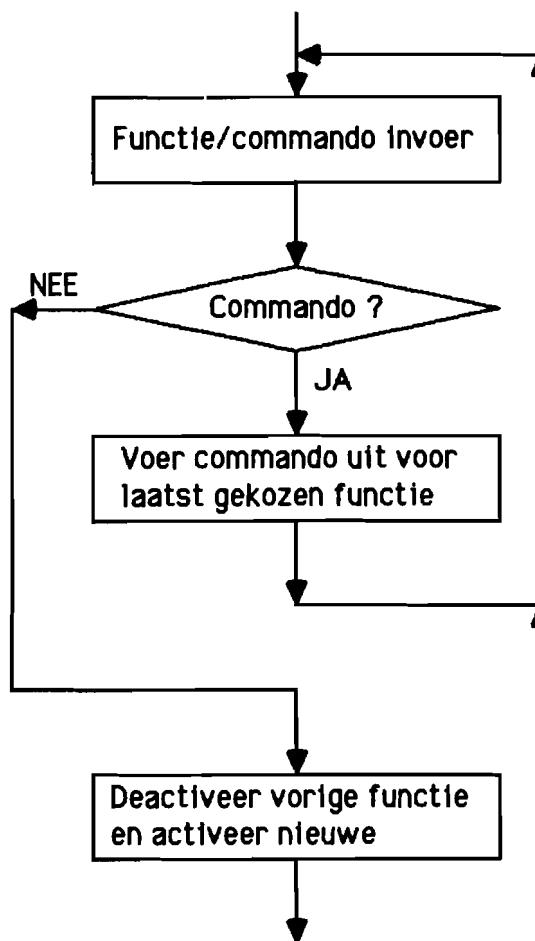 Functie/commando invoer
NEE
Commando ?
JA
Voer commando uit voor
laatst gekozen functie
Deactiveer vorige functie
en activeer nieuwe